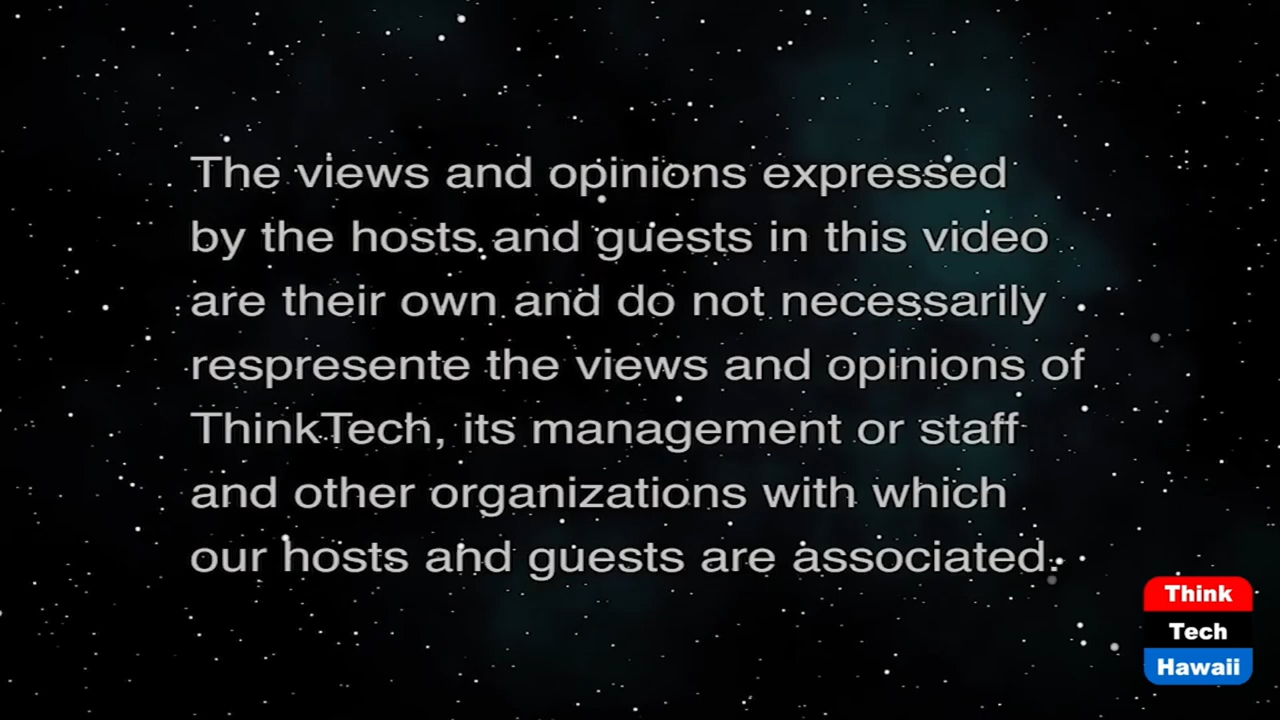 The views and opinions expressed
by the hosts and guests in this video
are their own and do not necessarily
respresente the views and opinions of
ThinkTech, its management or staff
and other organizations with which
our hosts and guests are associated.
Think
Tech
Hawaii